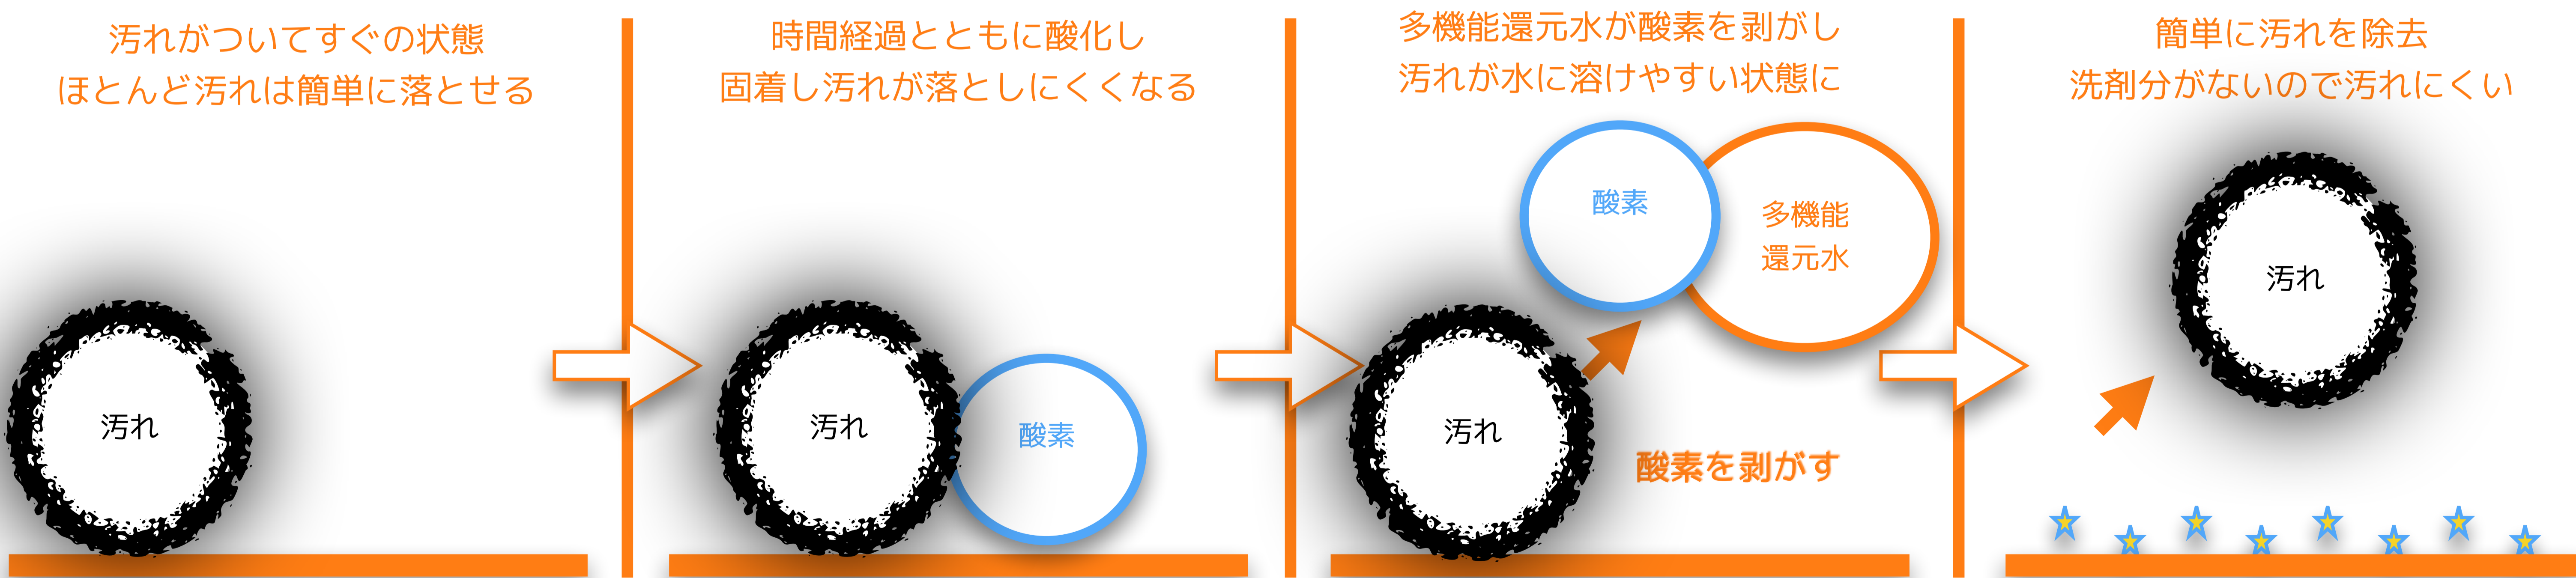 汚れがついてすぐの状態
ほとんど汚れは簡単に落とせる
汚れ
時間経過とともに酸化し
固着し汚れが落としにくくなる
汚れ
酸素
多機能還元水が酸素を剥がし
汚れが水に溶けやすい状態に
酸素
多機能
還元水
汚れ
酸素を剥がす
簡単に汚れを除去
洗剤分がないので汚れにくい
汚れ